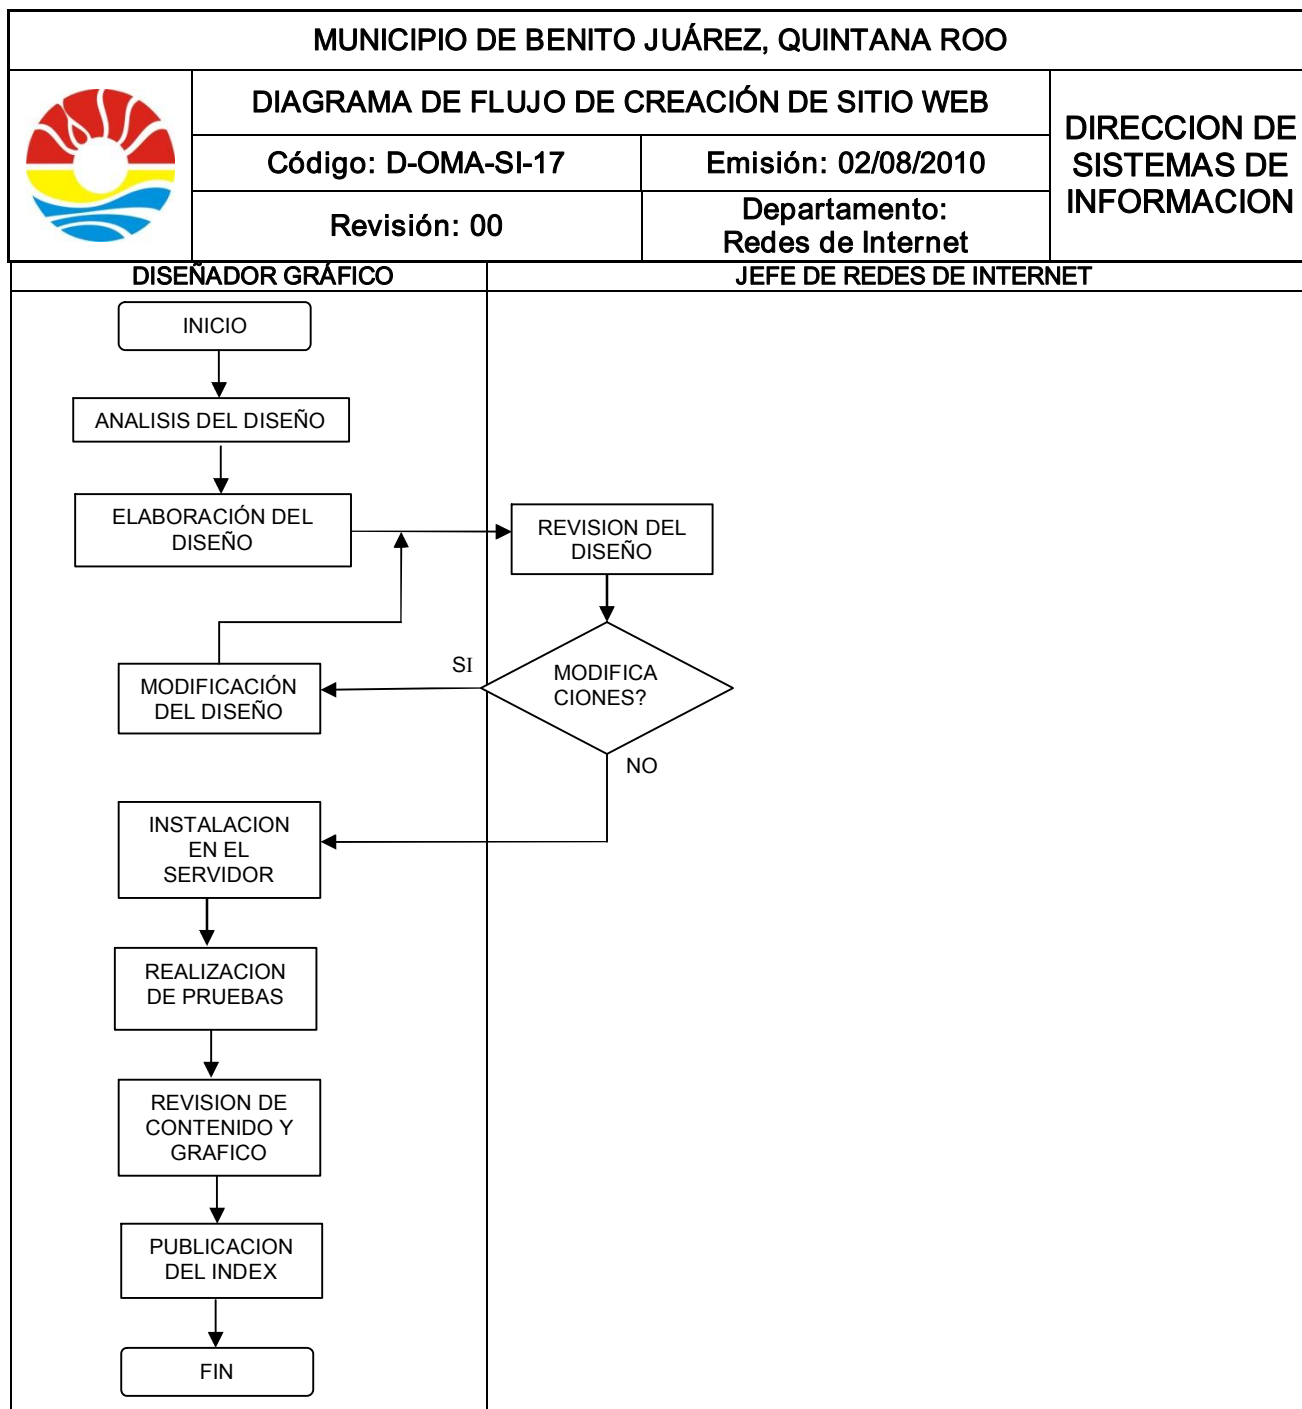 MUNICIPIO DE BENITO JUÁREZ, QUINTANA ROO
DIAGRAMA DE FLUJO DE CREACIÓN DE SITIO WEB
Código: D-OMA-SI-17
Emisión: 02/08/2010
Revisión: 00
Departamento:
Redes de Internet
DIRECCION DE
SISTEMAS DE
INFORMACION
DISEÑADOR GRÁFICO
JEFE DE REDES DE INTERNET
INICIO
ANALISIS DEL DISEÑO
ELABORACIÓN DEL
DISEÑO
REVISION DEL
DISEÑO
MODIFICA
CIONES?
SI
MODIFICACIÓN
DEL DISEÑO
NO
INSTALACION
EN EL
SERVIDOR
REALIZACION
DE PRUEBAS
REVISION DE
CONTENIDO Y
GRAFICO
PUBLICACION
DEL INDEX
FIN